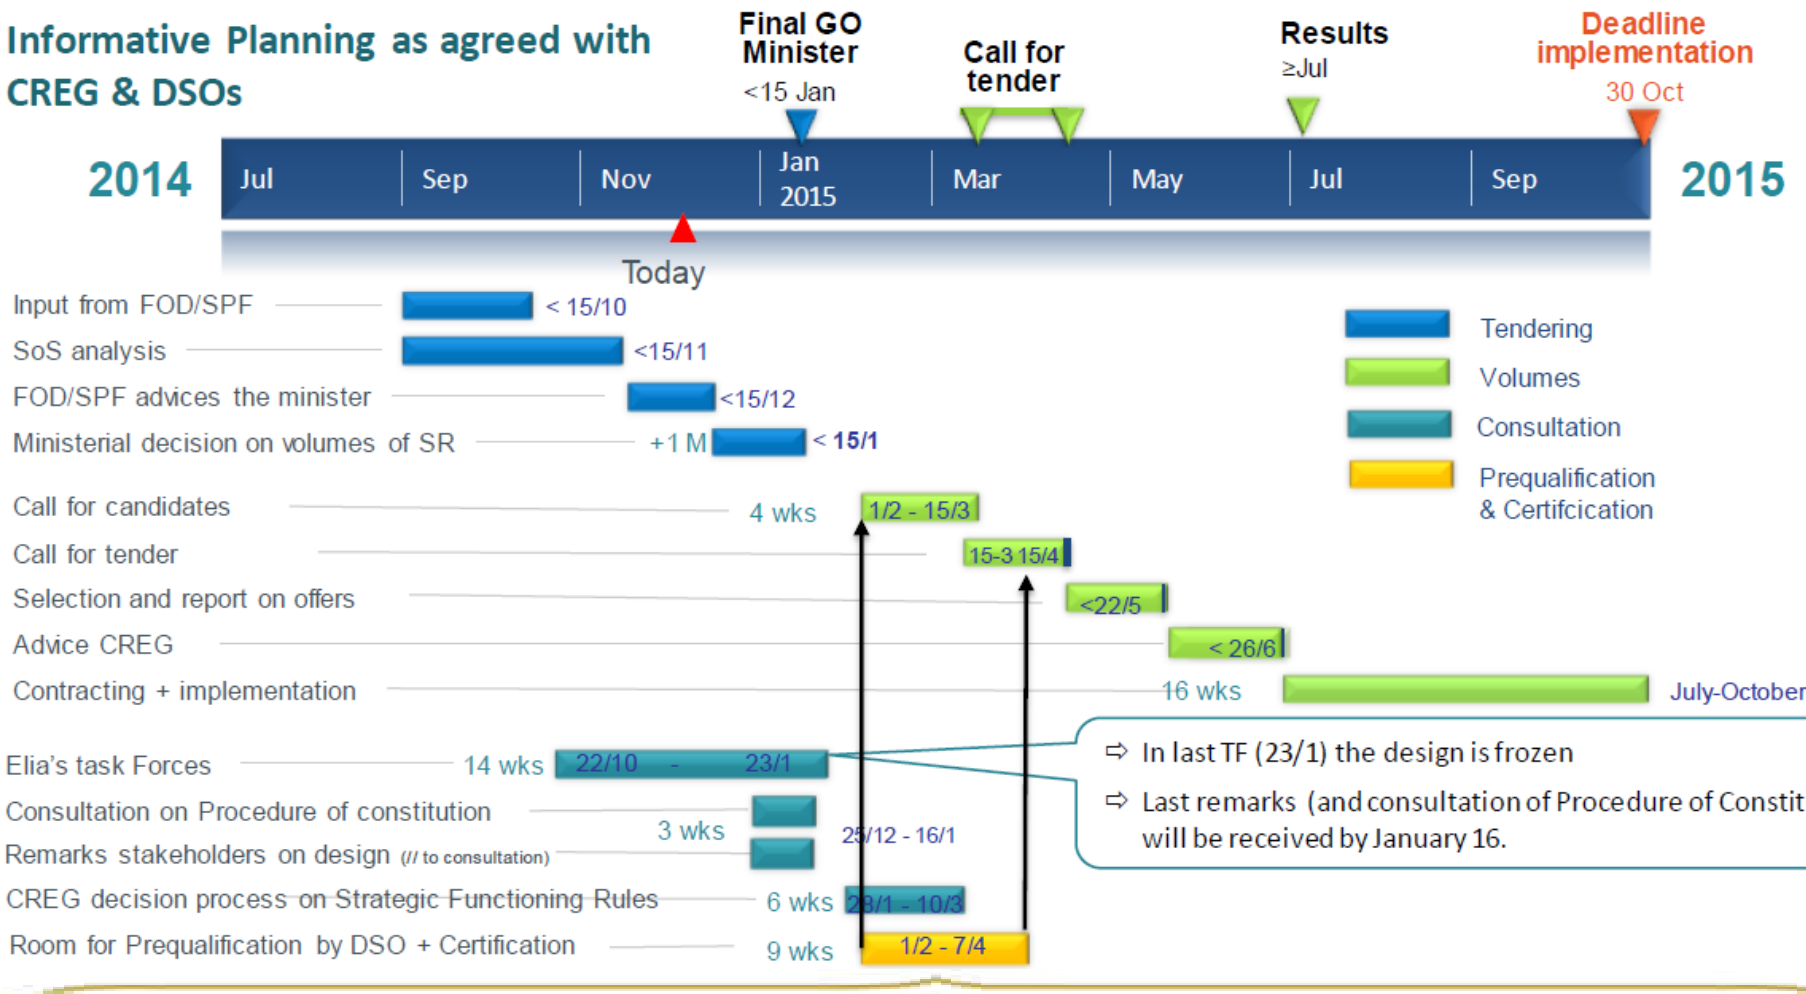 Informative Planning as agreed with
CREG & DSOs
Final GO
Minister
<15 Jan
Call for
tender
Results
≥Jul
Deadline
implementation
30 Oct
2014
Jul
Sep
Nov
Jan
2015
Mar
May
Jul
Sep
2015
Today
Input from FOD/SPF
< 15/10
SoS analysis
<15/11
FOD/SPF advices the minister
<15/12
Ministerial decision on volumes of SR
+1 M
< 15/1
Tendering
Volumes
Consultation
Prequalification
& Certifcication
Call for candidates
4 wks
1/2 - 15/3
Call for tender
15-3 15/4
Selection and report on offers
<22/5
Advice CREG
< 26/6
Contracting + implementation
16 wks
July-October
Elia's task Forces
14 wks
22/10 - 23/1
⇨ In last TF (23/1) the design is frozen
⇨ Last remarks (and consultation of Procedure of Constit
will be received by January 16.
Consultation on Procedure of constitution
3 wks
25/12 - 16/1
Remarks stakeholders on design (// to consultation)
CREG decision process on Strategic Functioning Rules
6 wks
28/1 - 10/3
Room for Prequalification by DSO + Certification
9 wks
1/2 - 7/4